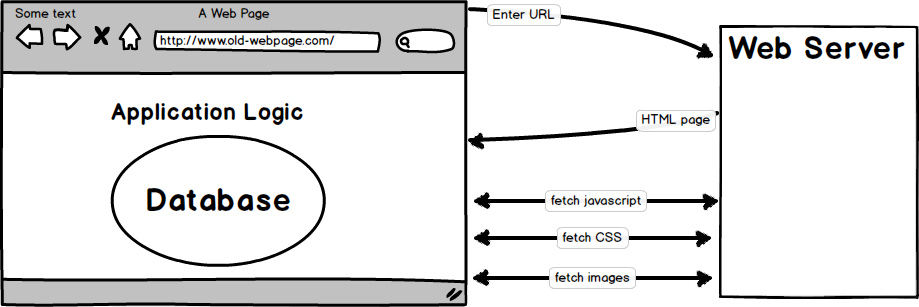 Some text
A Web Page
http://www.old-webpage.com/
Application Logic
Database
Enter URL
HTML page
fetch javascript
fetch CSS
fetch images
Web Server